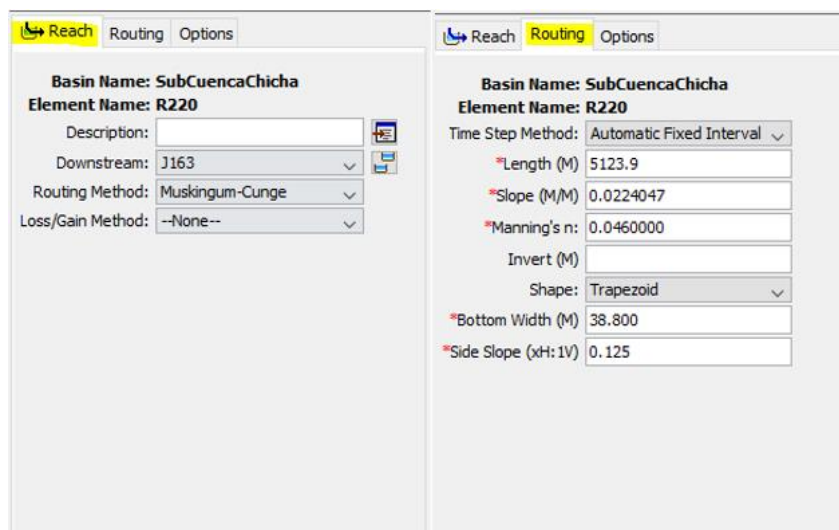 Reach Routing Options
Basin Name: SubCuencaChicha
Element Name: R220
Description:
Downstream: J163
Routing Method: Muskingum-Cunge
Loss/Gain Method: --None--
Reach Routing Options
Basin Name: SubCuencaChicha
Element Name: R220
Time Step Method: Automatic Fixed Interval
*Length (M) 5123.9
*Slope (M/M) 0.0224047
*Manning's n: 0.0460000
Invert (M)
Shape: Trapezoid
*Bottom Width (M) 38.800
*Side Slope (xH:1V) 0.125